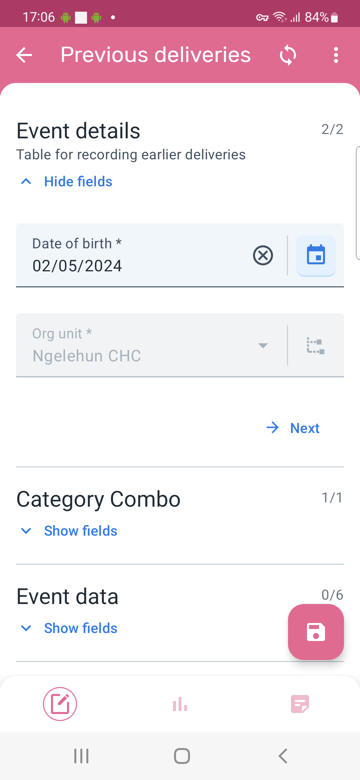 17:06
84%
Previous deliveries
Event details
2/2
Table for recording earlier deliveries
Hide fields
Date of birth *
02/05/2024
Org unit *
Ngelehun CHC
Next
Category Combo
1/1
Show fields
Event data
0/6
Show fields